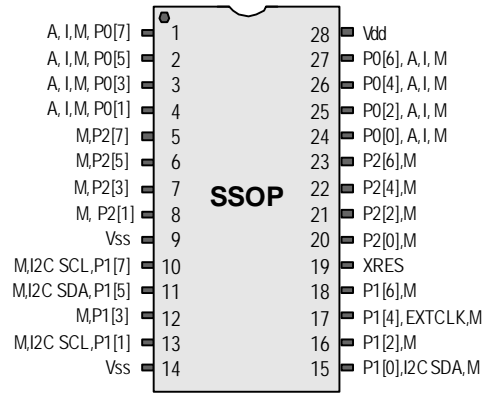 A, I, M, P0[7] 1 28 Vdd
A, I, M, P0[5] 2 27 P0[6], A, I, M
A, I, M, P0[3] 3 26 P0[4], A, I, M
A, I, M, P0[1] 4 25 P0[2], A, I, M
M,P2[7] 5 24 P0[0], A, I, M
M,P2[5] 6 23 P2[6],M
M,P2[3] 7 22 P2[4],M
SSOP
M, P2[1] 8 21 P2[2],M
Vss 9 20 P2[0],M
M,I2C SCL,P1[7] 10 19 XRES
M,I2C SDA,P1[5] 11 18 P1[6],M
M,P1[3] 12 17 P1[4],EXTCLK,M
M,I2C SCL,P1[1] 13 16 P1[2],M
Vss 14 15 P1[0],I2C SDA,M